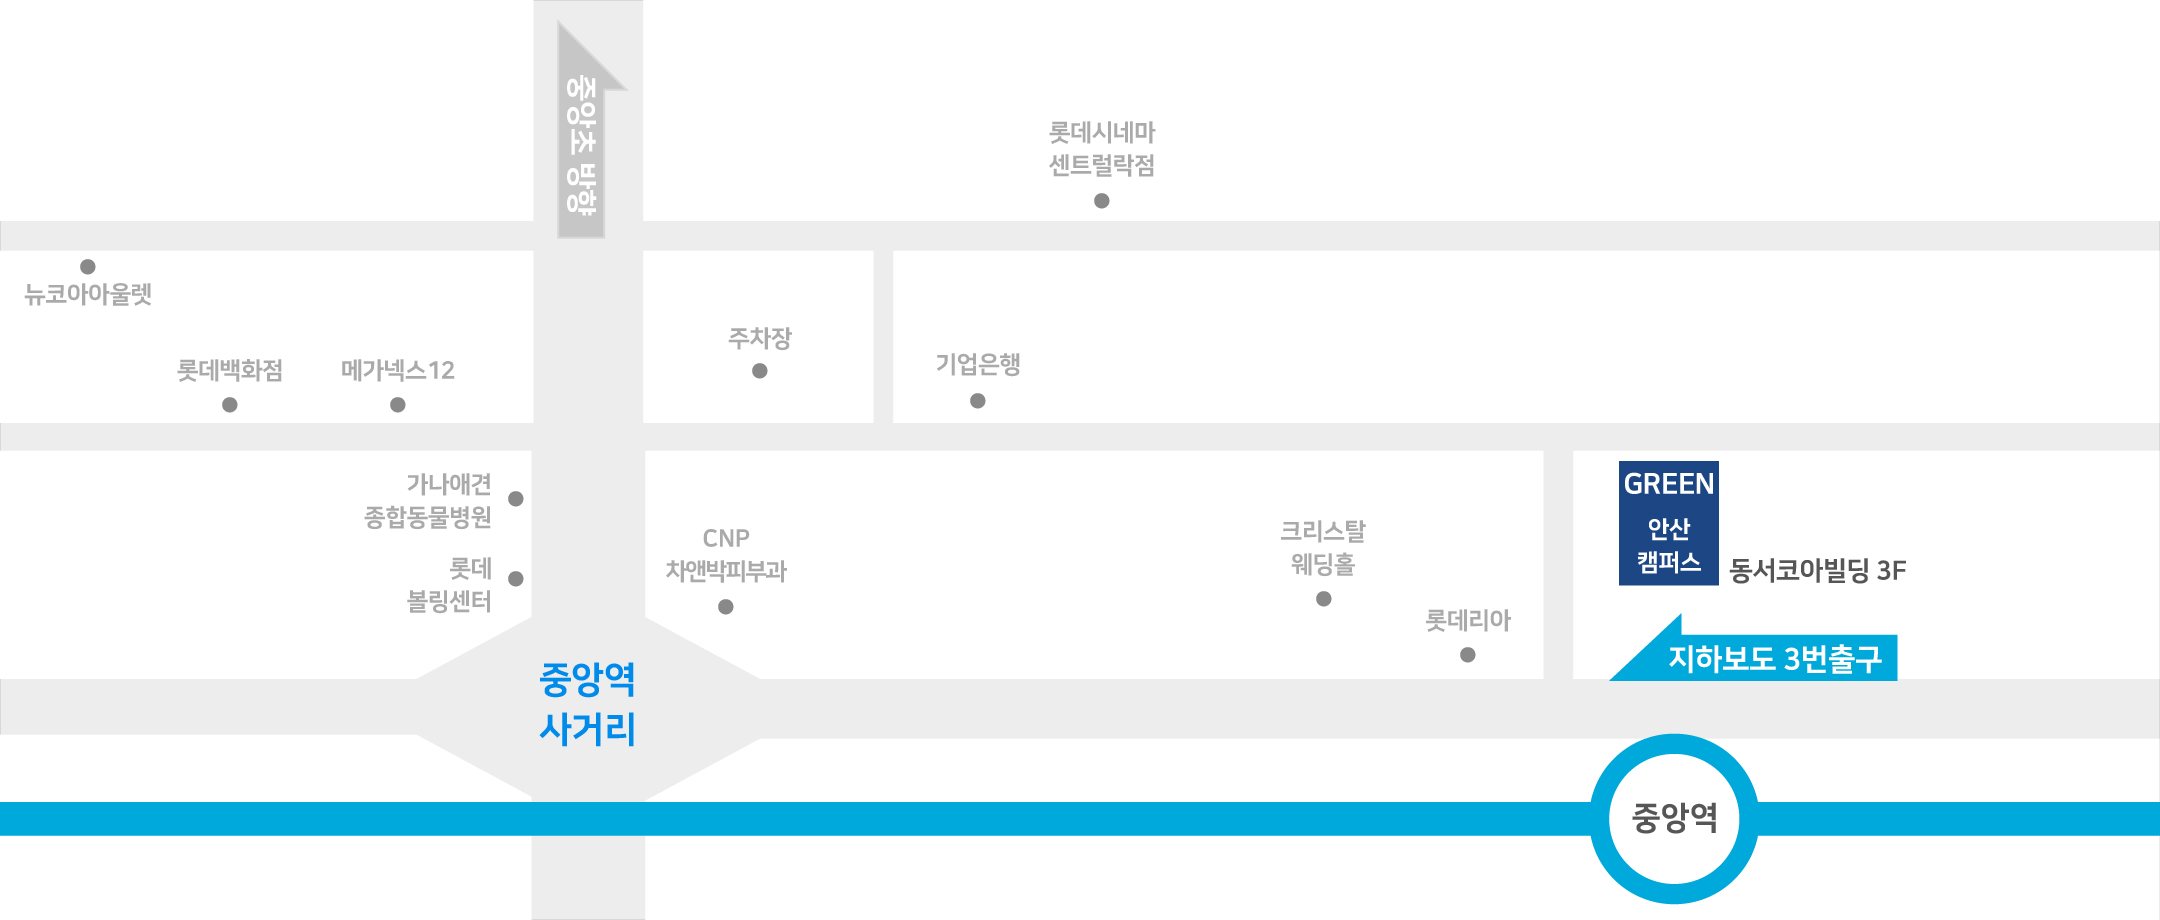 중앙초 방향
롯데시네마
센트럴락점
뉴코아아울렛
주차장
기업은행
롯데백화점
메가넥스12
가나애견
종합동물병원
롯데
볼링센터
CNP
차앤박피부과
크리스탈
웨딩홀
롯데리아
GREEN
안산
캠퍼스
동서코아빌딩 3F
지하보도 3번출구
중앙역
사거리
중앙역